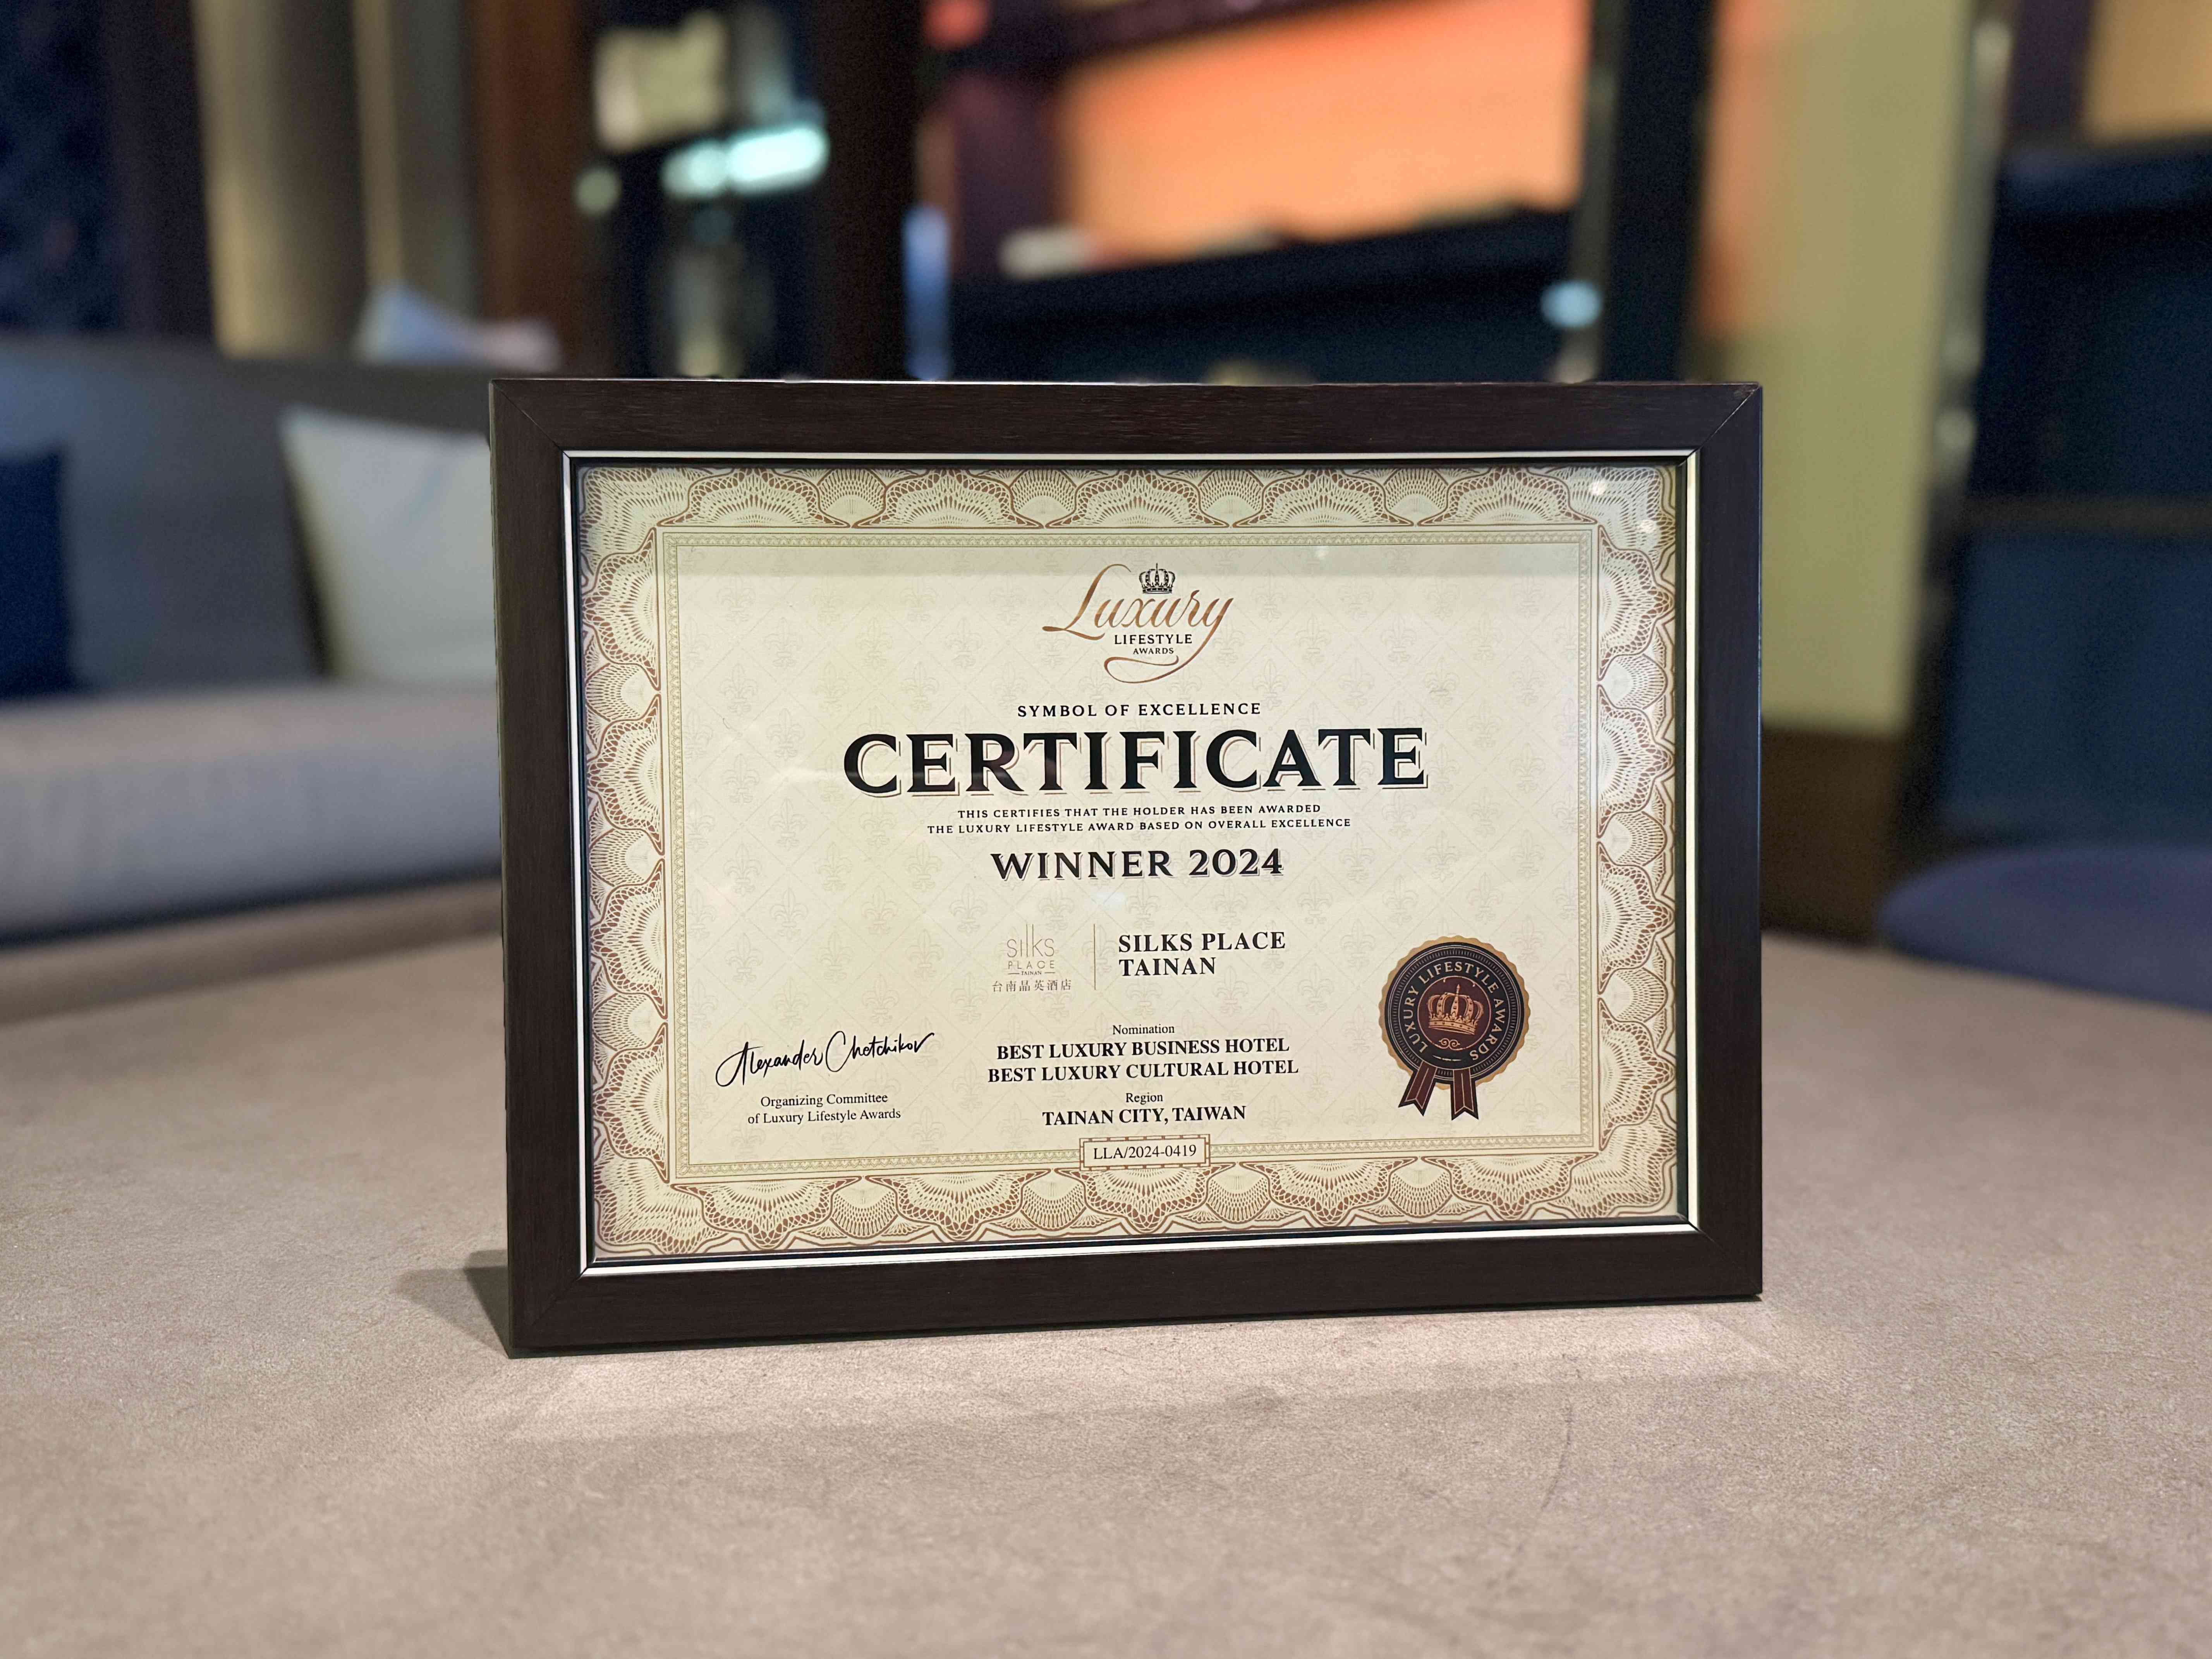 Luxury
LIFESTYLE
AWARDS
SYMBOL OF EXCELLENCE
CERTIFICATE
THIS CERTIFIES THAT THE HOLDER HAS BEEN AWARDED
THE LUXURY LIFESTYLE AWARD BASED ON OVERALL EXCELLENCE
WINNER 2024
SILKS
PLACE
TAINAN
台南晶英酒店
SILKS PLACE
TAINAN
Alexander Chetchikov
Organizing Committee
of Luxury Lifestyle Awards
Nomination
BEST LUXURY BUSINESS HOTEL
BEST LUXURY CULTURAL HOTEL
Region
TAINAN CITY, TAIWAN
LUXURY LIFESTYLE AWARDS
LLA/2024-0419